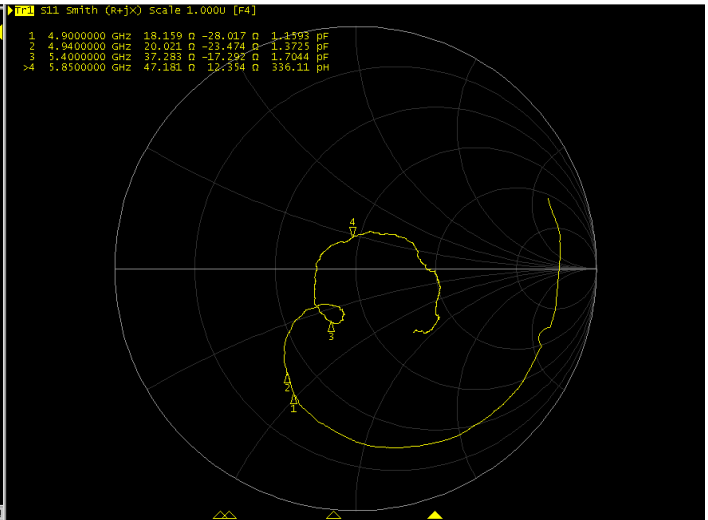 Tr1 S11 Smith (R+jX) Scale 1.000U [F4]
1 4.9000000 GHz 18.159 Ω -28.017 Ω 1.1593 pF
2 4.9400000 GHz 20.021 Ω -23.474 Ω 1.3725 pF
3 5.4000000 GHz 37.283 Ω -17.292 Ω 1.7044 pF
>4 5.8500000 GHz 47.181 Ω 12.354 Ω 336.11 pH
4
3
2
1